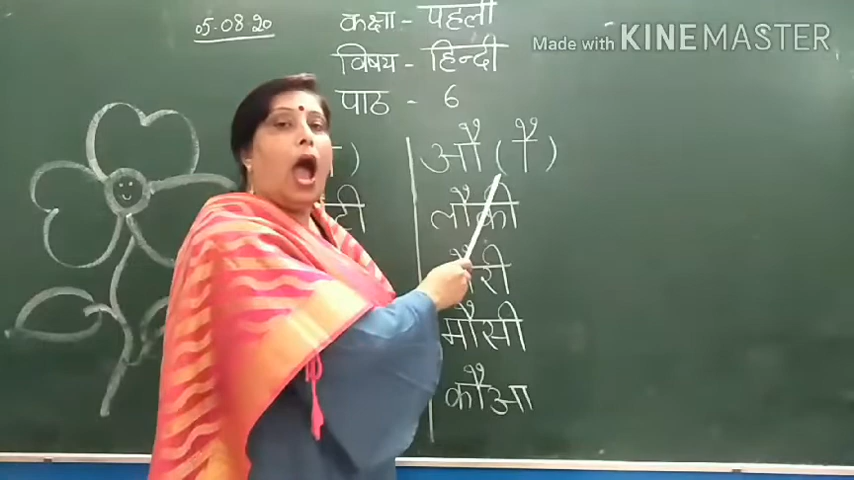 05.08.20
कक्षा - पहली
विषय - हिन्दी
पाठ - 6
Made with KINEMASTER
औ ( ौ )
लौकी
मौसी
कौआ